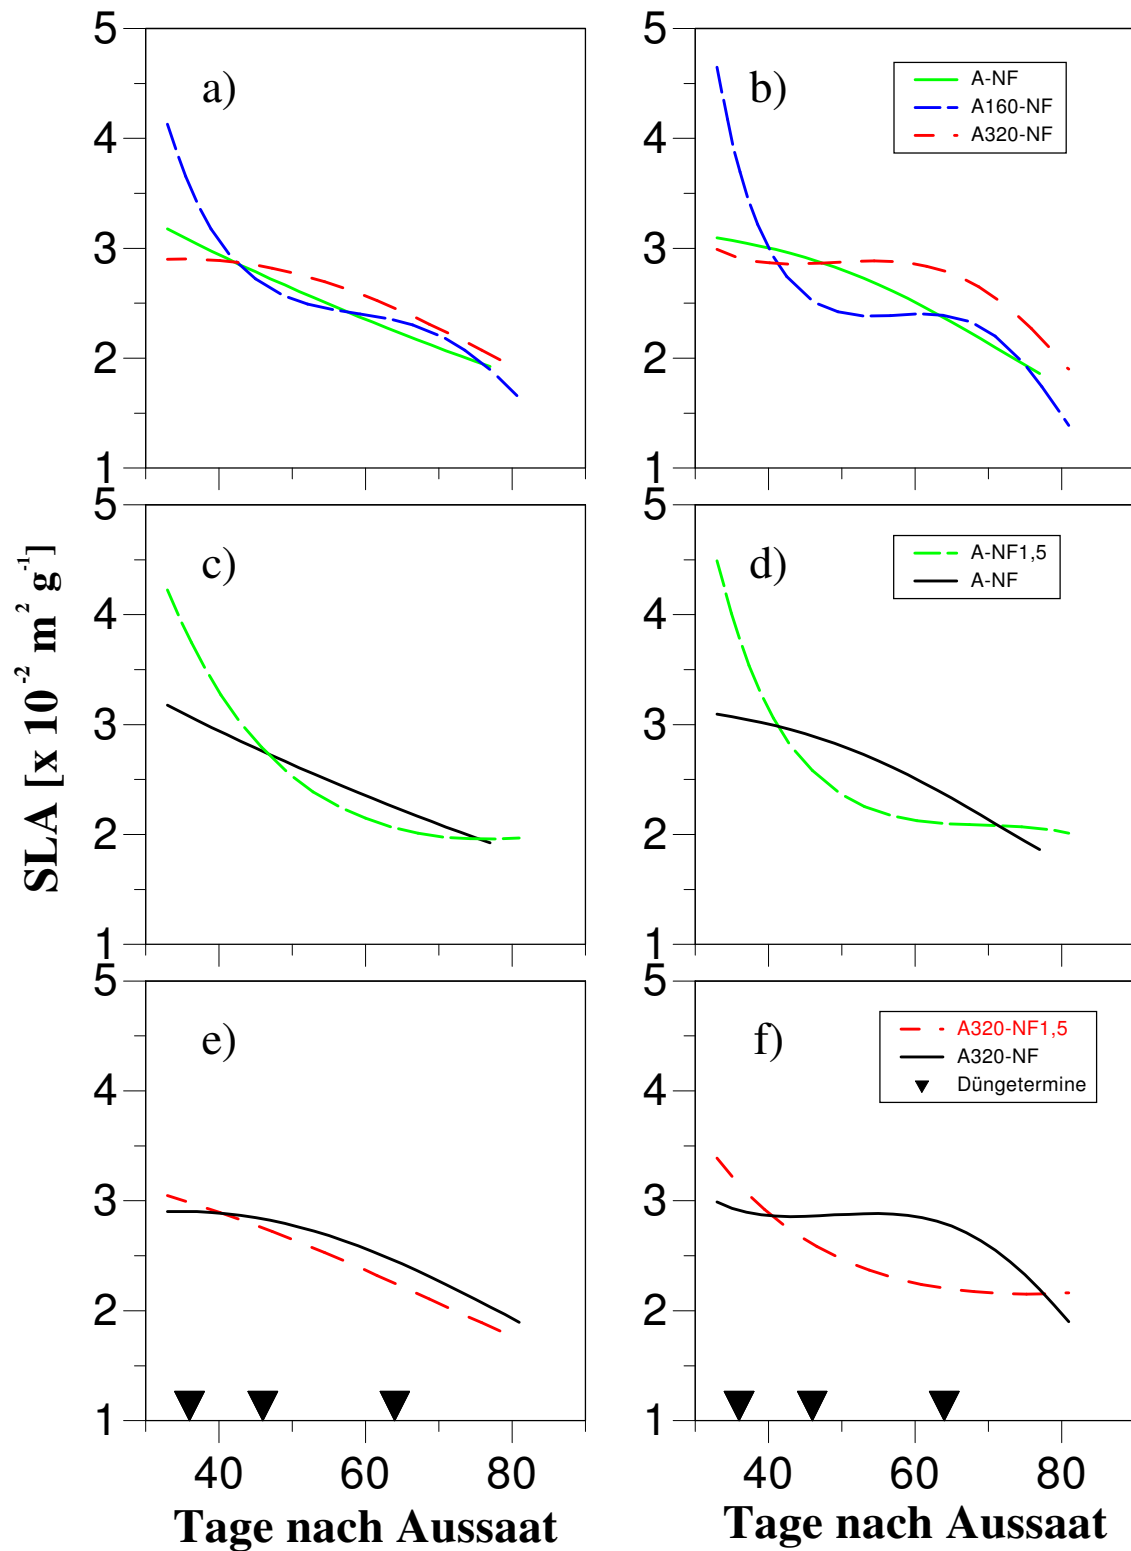 5
4
3
2
1
a)
5
4
3
2
1
b)
A-NF
A160-NF
A320-NF
SLA [x 10⁻² m² g⁻¹]
5
4
3
2
1
c)
5
4
3
2
1
d)
A-NF1,5
A-NF
5
4
3
2
1
e)
5
4
3
2
1
f)
A320-NF1,5
A320-NF
Düngetermine
40 60 80
40 60 80
Tage nach Aussaat
Tage nach Aussaat